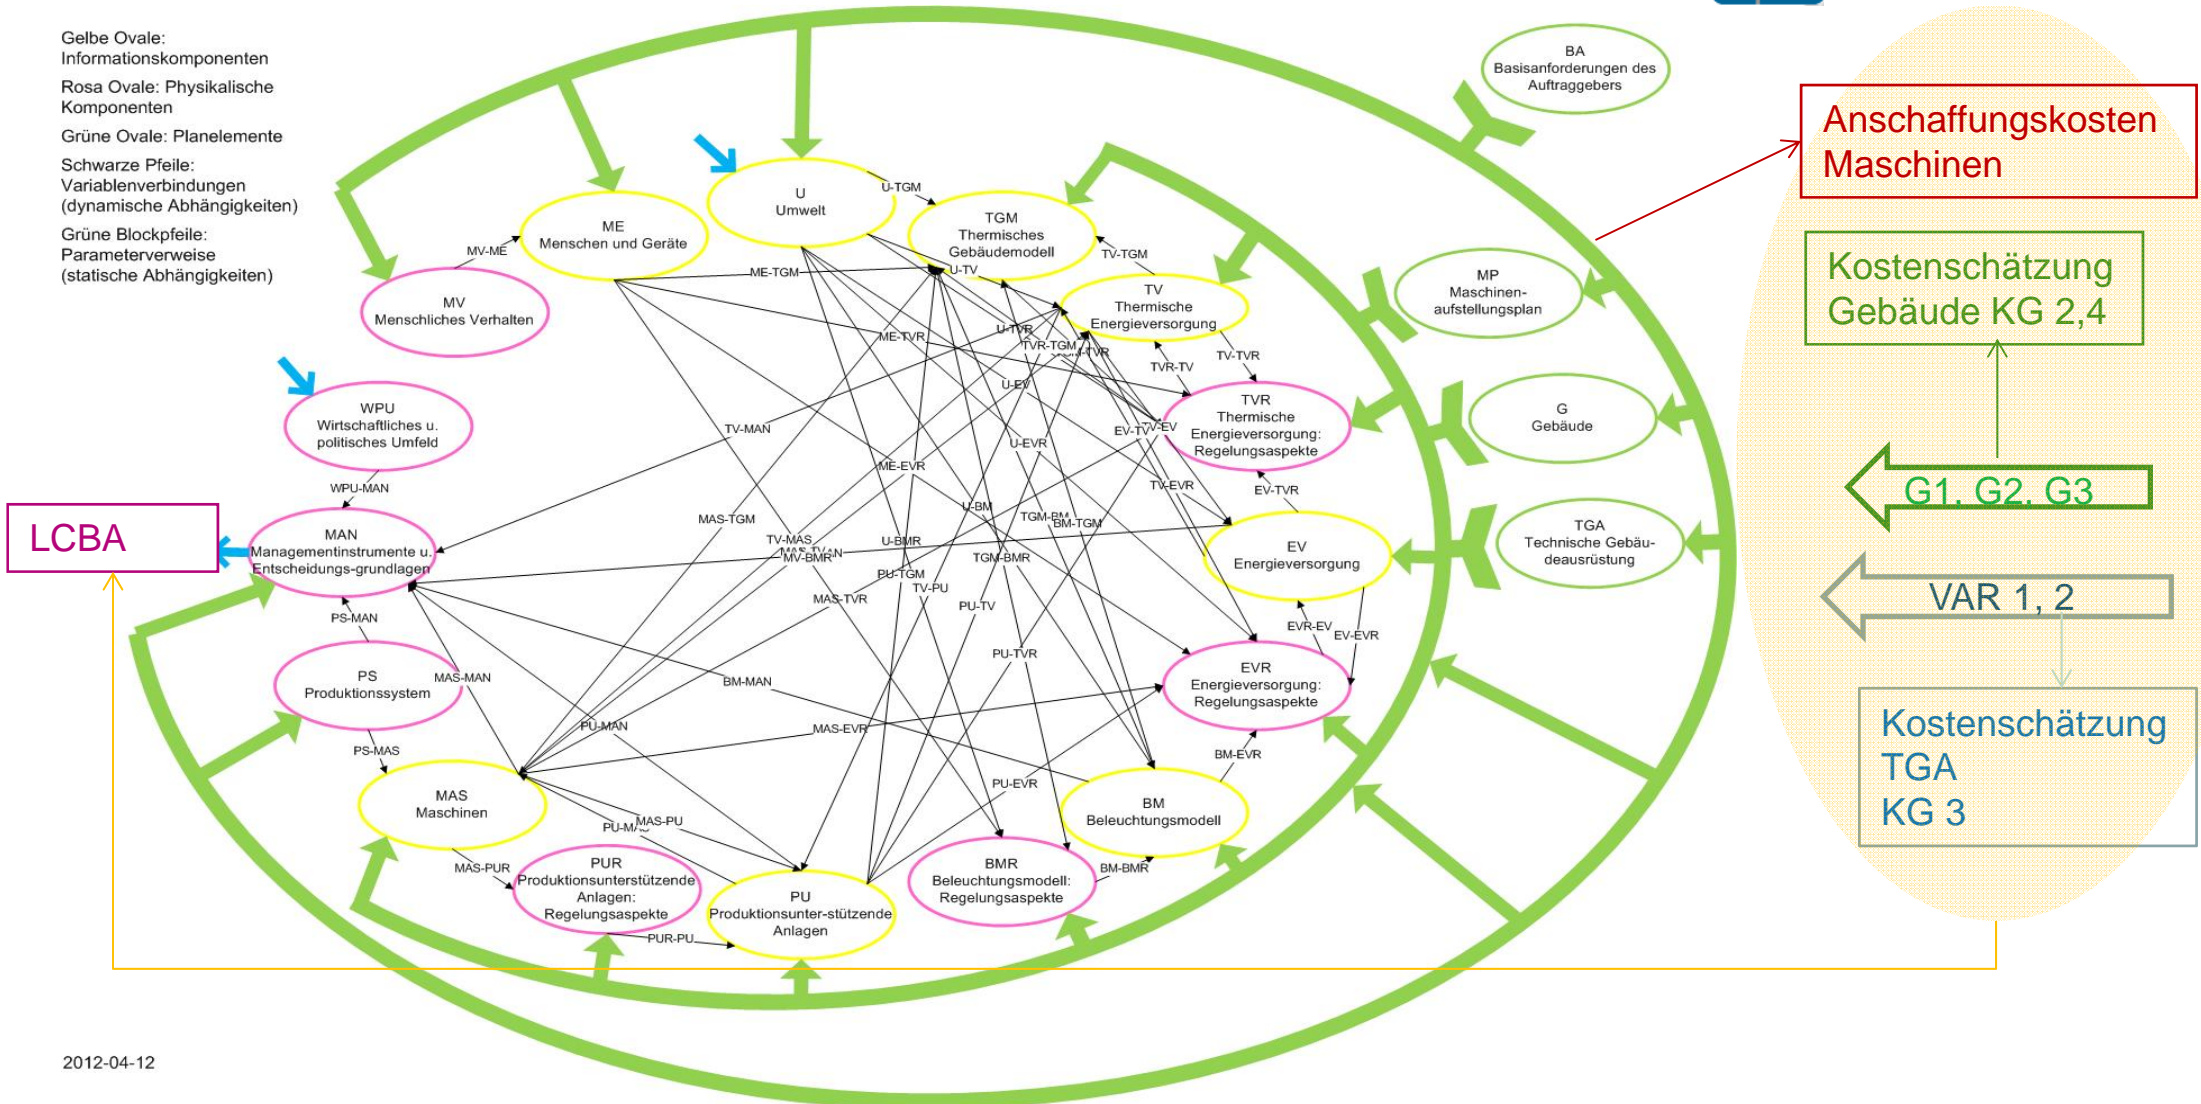 Gelbe Ovale:
Informationskomponenten
Rosa Ovale: Physikalische
Komponenten
Grüne Ovale: Planelemente
Schwarze Pfeile:
Variablenverbindungen
(dynamische Abhängigkeiten)
Grüne Blockpfeile:
Parameterverweise
(statische Abhängigkeiten)
BA
Basisanforderungen des
Auftraggebers
Anschaffungskosten
Maschinen
U
Umwelt
U-TGM
ME
Menschen und Geräte
TGM
Thermisches
Gebäudemodell
MV-ME
ME-TGM
U-TV
TV-TGM
MV
Menschliches Verhalten
TV
Thermische
Energieversorgung
MP
Maschinen-
aufstellungsplan
Kostenschätzung
Gebäude KG 2,4
ME-TVR
U-TVR
TVR-TGM
TV-TVR
TVR-TV
U-EV
WPU
Wirtschaftliches u.
politisches Umfeld
TVR
Thermische
Energieversorgung:
Regelungsaspekte
G
Gebäude
TV-MAN
EV-TV
TV-EV
U-EVR
ME-EVR
WPU-MAN
TV-EVR
EV-TVR
G1, G2, G3
U-BM
MAS-TGM
TGM-BM
BM-TGM
LCBA
MAN
Managementinstrumente u.
Entscheidungs-grundlagen
TV-MAS
MV-BMR
U-BMR
TGM-BMR
EV
Energieversorgung
TGA
Technische Gebäu-
deausrüstung
PU-TGM
TV-PU
MAS-TVR
PU-TV
VAR 1, 2
PS-MAN
EVR-EV
EV-EVR
PU-TVR
PS
Produktionssystem
MAS-MAN
BM-MAN
EVR
Energieversorgung:
Regelungsaspekte
PU-MAN
MAS-EVR
Kostenschätzung
TGA
KG 3
PS-MAS
BM-EVR
PU-EVR
MAS
Maschinen
PU-MAS
MAS-PU
BM
Beleuchtungsmodell
MAS-PUR
PUR
Produktionsunterstützende
Anlagen:
Regelungsaspekte
BMR
Beleuchtungsmodell:
Regelungsaspekte
BM-BMR
PU
Produktionsunter-stützende
Anlagen
PUR-PU
2012-04-12